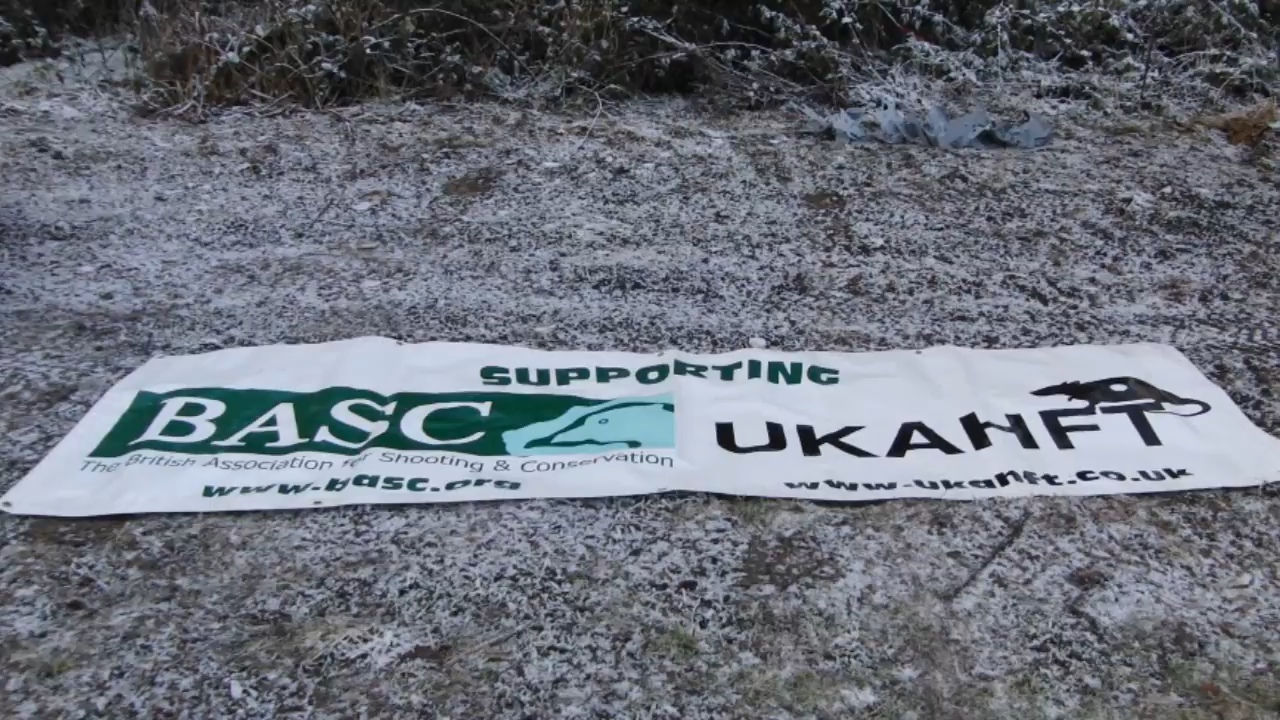 SUPPORTING
BASC
The British Association for Shooting & Conservation
www.basc.org
UKAHFT
www.ukahft.co.uk